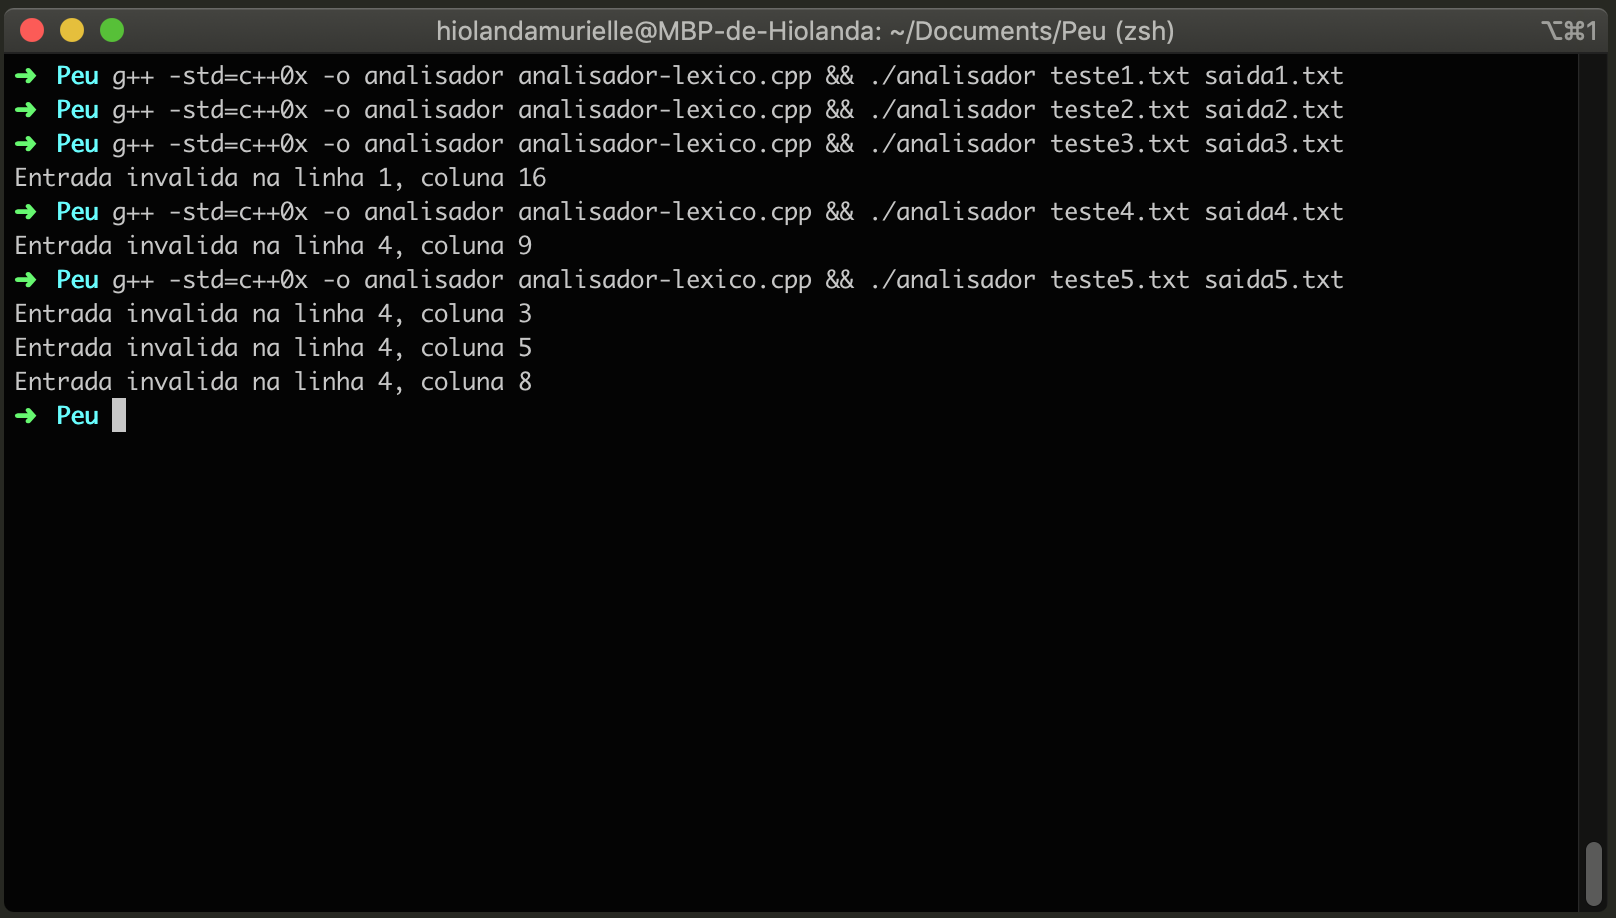 hiolandamurielle@MBP-de-Hiolanda: ~/Documents/Peu (zsh)
⌥⌘1
➜ Peu g++ -std=c++0x -o analisador analisador-lexico.cpp && ./analisador teste1.txt saida1.txt
➜ Peu g++ -std=c++0x -o analisador analisador-lexico.cpp && ./analisador teste2.txt saida2.txt
➜ Peu g++ -std=c++0x -o analisador analisador-lexico.cpp && ./analisador teste3.txt saida3.txt
Entrada invalida na linha 1, coluna 16
➜ Peu g++ -std=c++0x -o analisador analisador-lexico.cpp && ./analisador teste4.txt saida4.txt
Entrada invalida na linha 4, coluna 9
➜ Peu g++ -std=c++0x -o analisador analisador-lexico.cpp && ./analisador teste5.txt saida5.txt
Entrada invalida na linha 4, coluna 3
Entrada invalida na linha 4, coluna 5
Entrada invalida na linha 4, coluna 8
➜ Peu